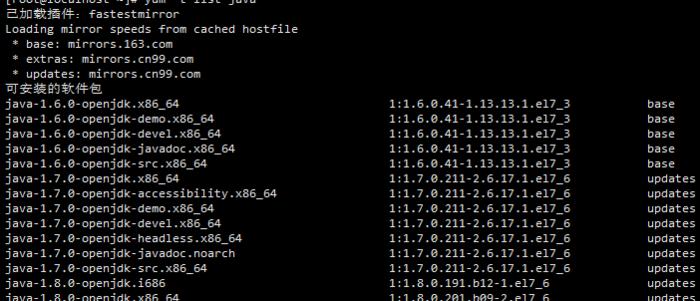 [root@localhost ~]# yum -t list java
已加载插件：fastestmirror
Loading mirror speeds from cached hostfile
* base: mirrors.163.com
* extras: mirrors.cn99.com
* updates: mirrors.cn99.com
可安装的软件包
java-1.6.0-openjdk.x86_64 1:1.6.0.41-1.13.13.1.el7_3 base
java-1.6.0-openjdk-demo.x86_64 1:1.6.0.41-1.13.13.1.el7_3 base
java-1.6.0-openjdk-devel.x86_64 1:1.6.0.41-1.13.13.1.el7_3 base
java-1.6.0-openjdk-javadoc.x86_64 1:1.6.0.41-1.13.13.1.el7_3 base
java-1.6.0-openjdk-src.x86_64 1:1.6.0.41-1.13.13.1.el7_3 base
java-1.7.0-openjdk.x86_64 1:1.7.0.211-2.6.17.1.el7_6 updates
java-1.7.0-openjdk-accessibility.x86_64 1:1.7.0.211-2.6.17.1.el7_6 updates
java-1.7.0-openjdk-demo.x86_64 1:1.7.0.211-2.6.17.1.el7_6 updates
java-1.7.0-openjdk-devel.x86_64 1:1.7.0.211-2.6.17.1.el7_6 updates
java-1.7.0-openjdk-headless.x86_64 1:1.7.0.211-2.6.17.1.el7_6 updates
java-1.7.0-openjdk-javadoc.noarch 1:1.7.0.211-2.6.17.1.el7_6 updates
java-1.7.0-openjdk-src.x86_64 1:1.7.0.211-2.6.17.1.el7_6 updates
java-1.8.0-openjdk.i686 1:1.8.0.191.b12-1.el7_6 updates
java-1.8.0-openjdk.x86_64 1:1.8.0.201.b09-2.el7_6 updates